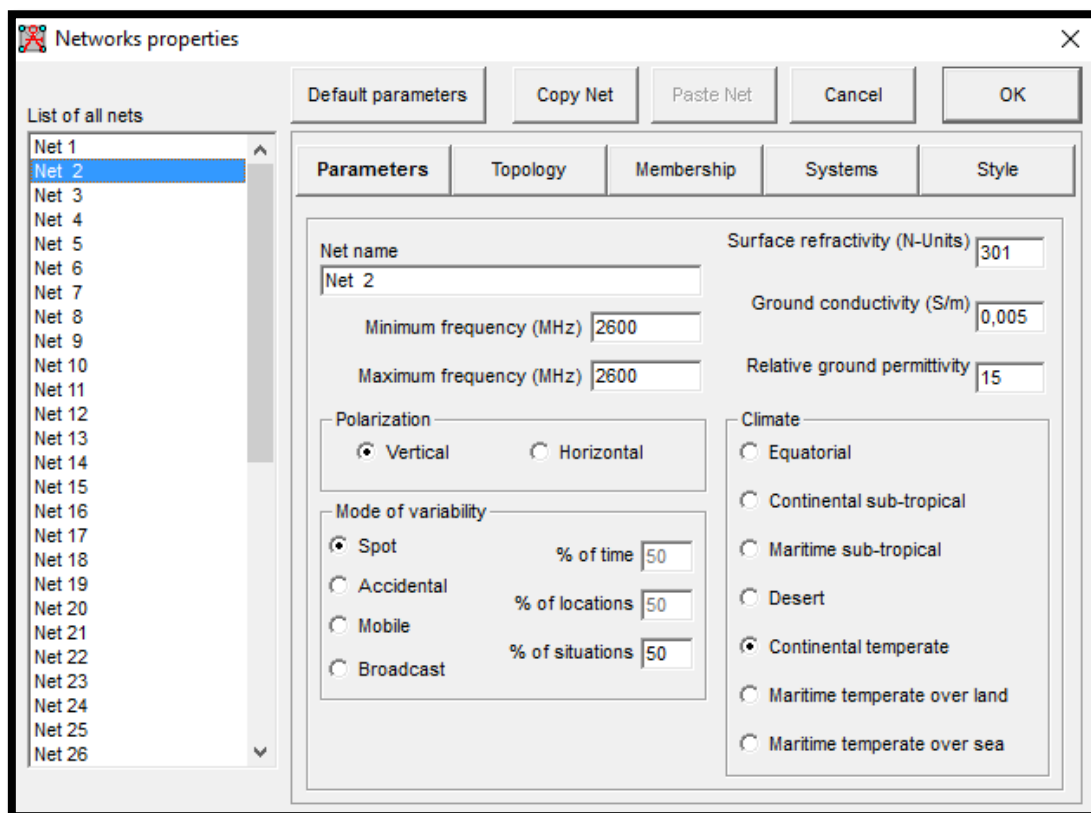 Networks properties
Default parameters
Copy Net
Paste Net
Cancel
OK
List of all nets
Net 1
Net 2
Net 3
Net 4
Net 5
Net 6
Net 7
Net 8
Net 9
Net 10
Net 11
Net 12
Net 13
Net 14
Net 15
Net 16
Net 17
Net 18
Net 19
Net 20
Net 21
Net 22
Net 23
Net 24
Net 25
Net 26
Parameters
Topology
Membership
Systems
Style
Net name
Net 2
Minimum frequency (MHz) 2600
Maximum frequency (MHz) 2600
Surface refractivity (N-Units) 301
Ground conductivity (S/m) 0,005
Relative ground permittivity 15
Polarization
Vertical
Horizontal
Mode of variability
Spot
Accidental
Mobile
Broadcast
% of time 50
% of locations 50
% of situations 50
Climate
Equatorial
Continental sub-tropical
Maritime sub-tropical
Desert
Continental temperate
Maritime temperate over land
Maritime temperate over sea